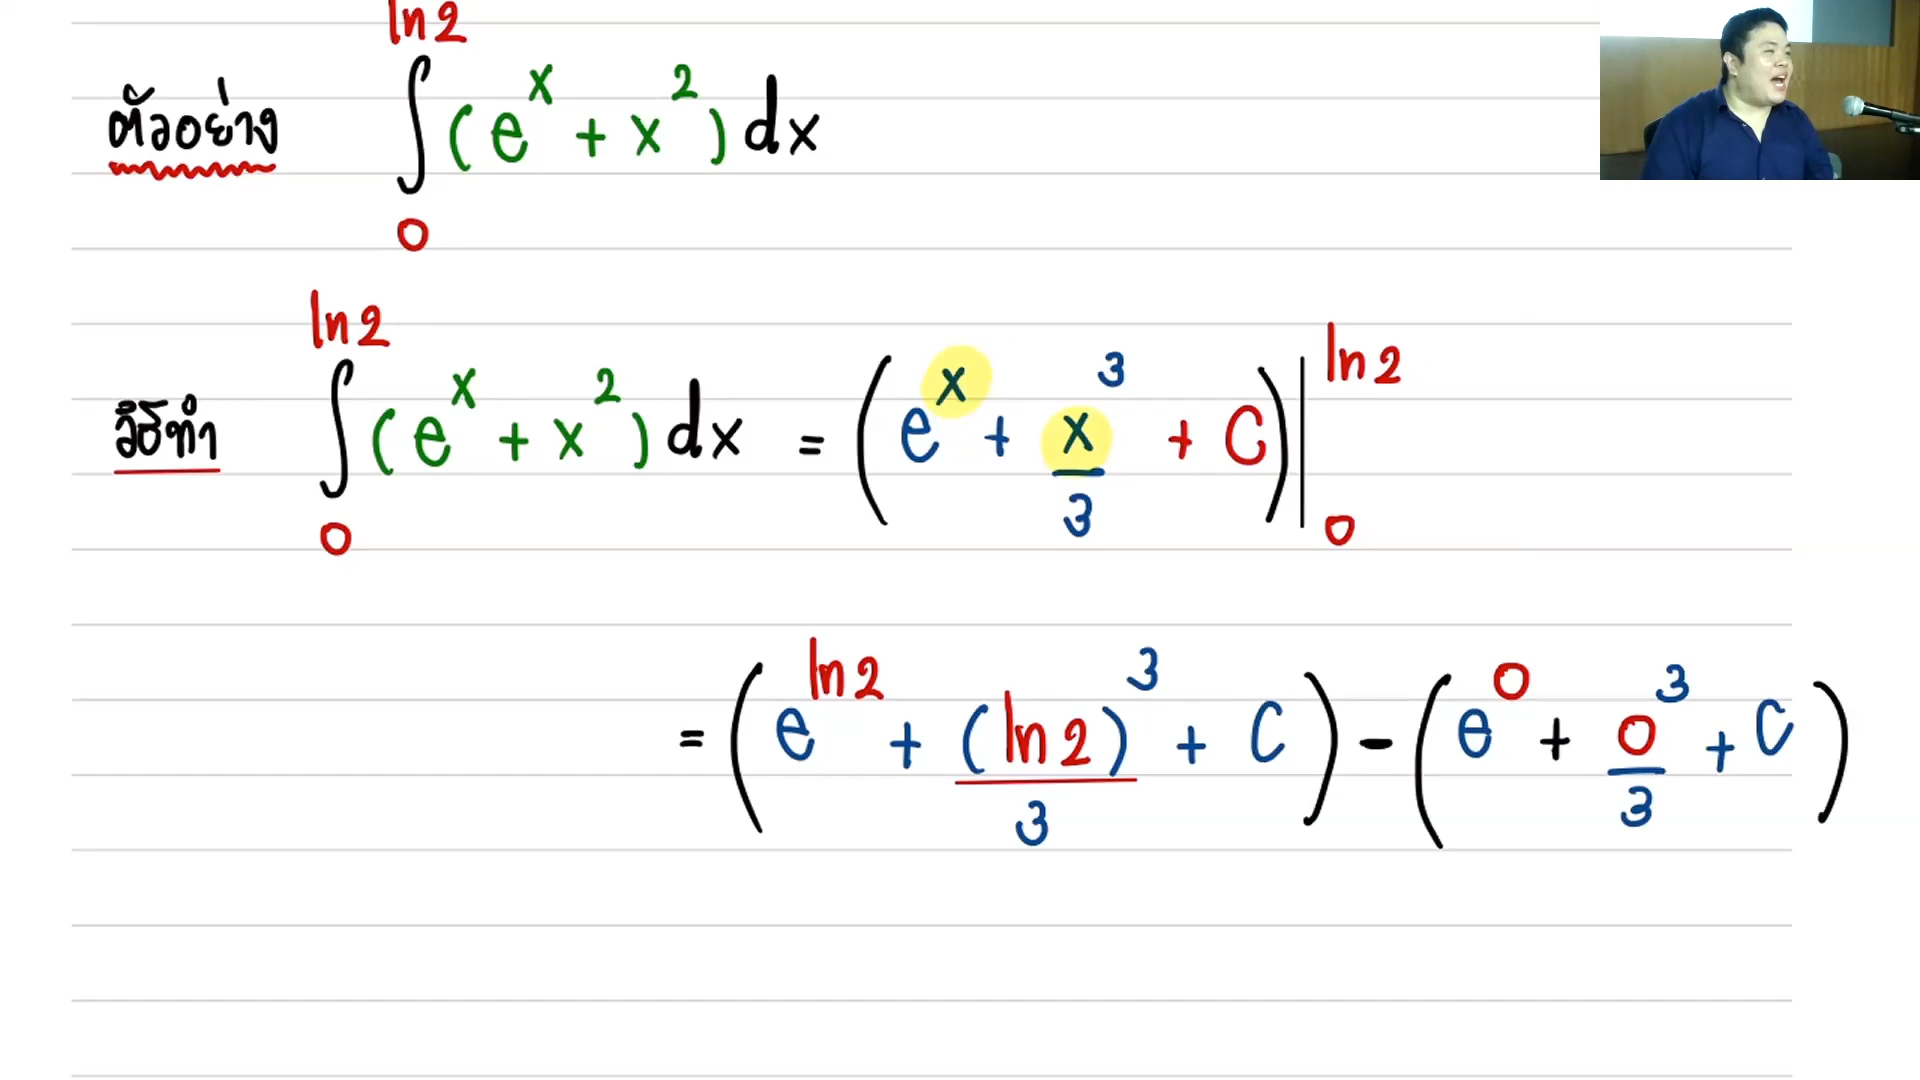 ตัวอย่าง ∫₀^{ln2} (e^x + x^2) dx
วิธีทำ ∫₀^{ln2} (e^x + x^2) dx = (e^x + x^3/3 + C) |₀^{ln2}
= (e^{ln2} + (ln2)^3/3 + C) - (e^0 + 0^3/3 + C)